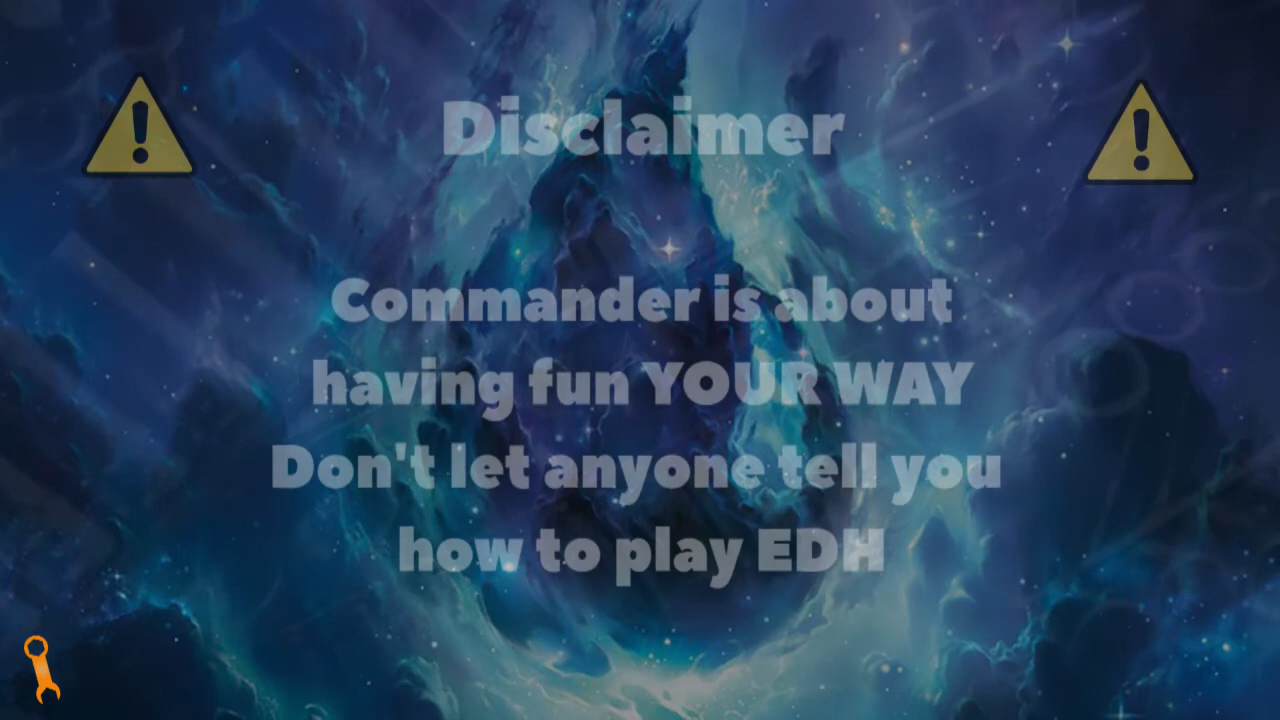 Disclaimer
Commander is about
having fun YOUR WAY
Don't let anyone tell you
how to play EDH